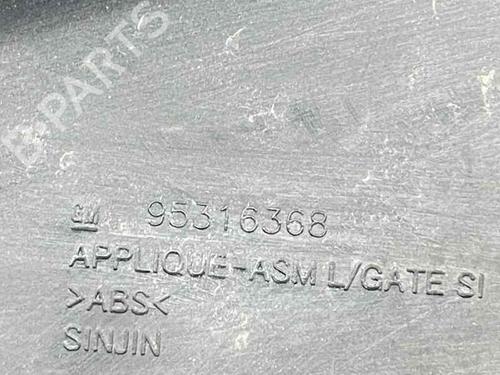 B-PARTS
GM 95316368
APPLIQUE-ASM L/GATE SI
>ABS<
SINJIN